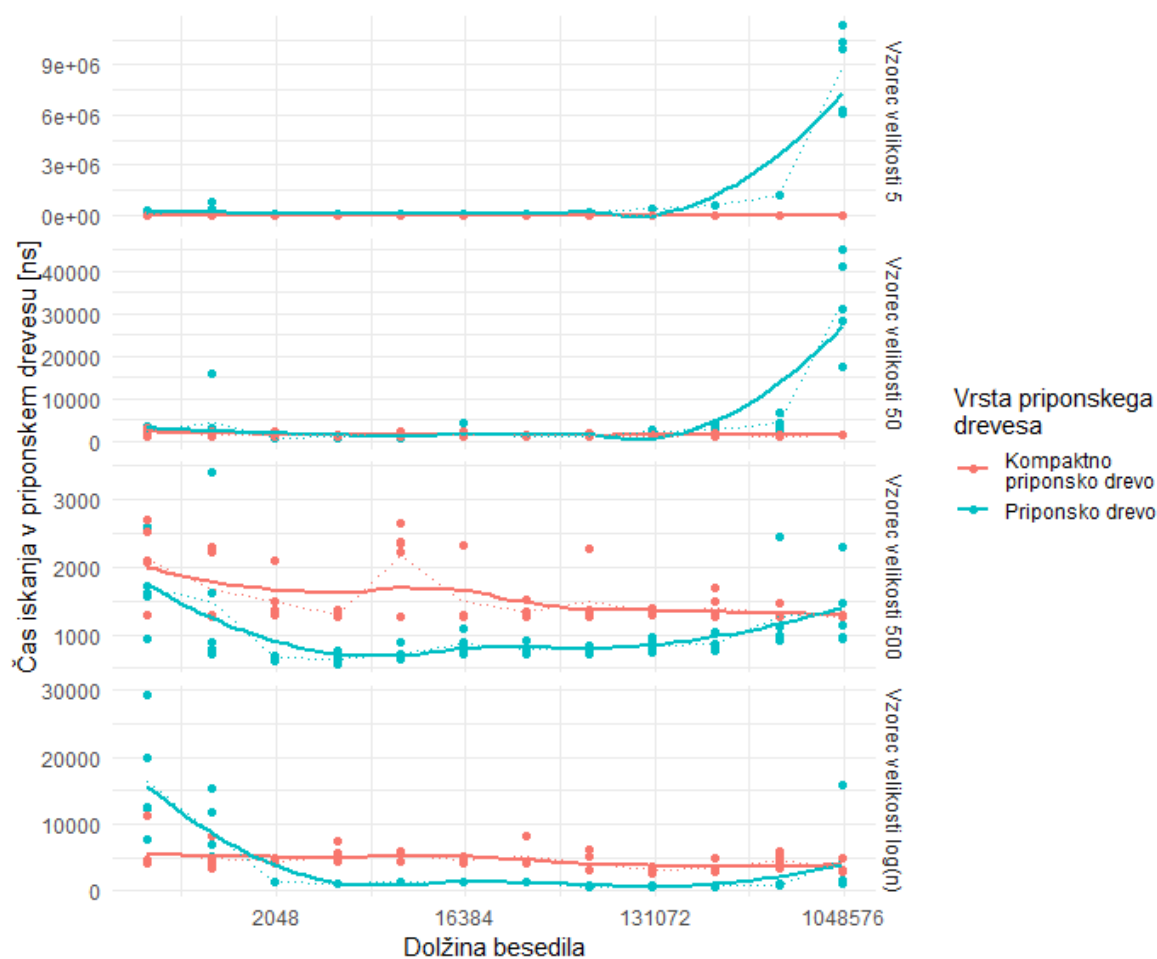 9e+06
6e+06
3e+06
0e+00
Vzorec velikosti 5
40000
30000
20000
10000
0
Vzorec velikosti 50
3000
2000
1000
Vzorec velikosti 500
30000
20000
10000
0
Vzorec velikosti log(n)
Čas iskanja v priponskem drevesu [ns]
2048
16384
131072
1048576
Dolžina besedila
Vrsta priponskega
drevesa
Kompaktno
priponsko drevo
Priponsko drevo